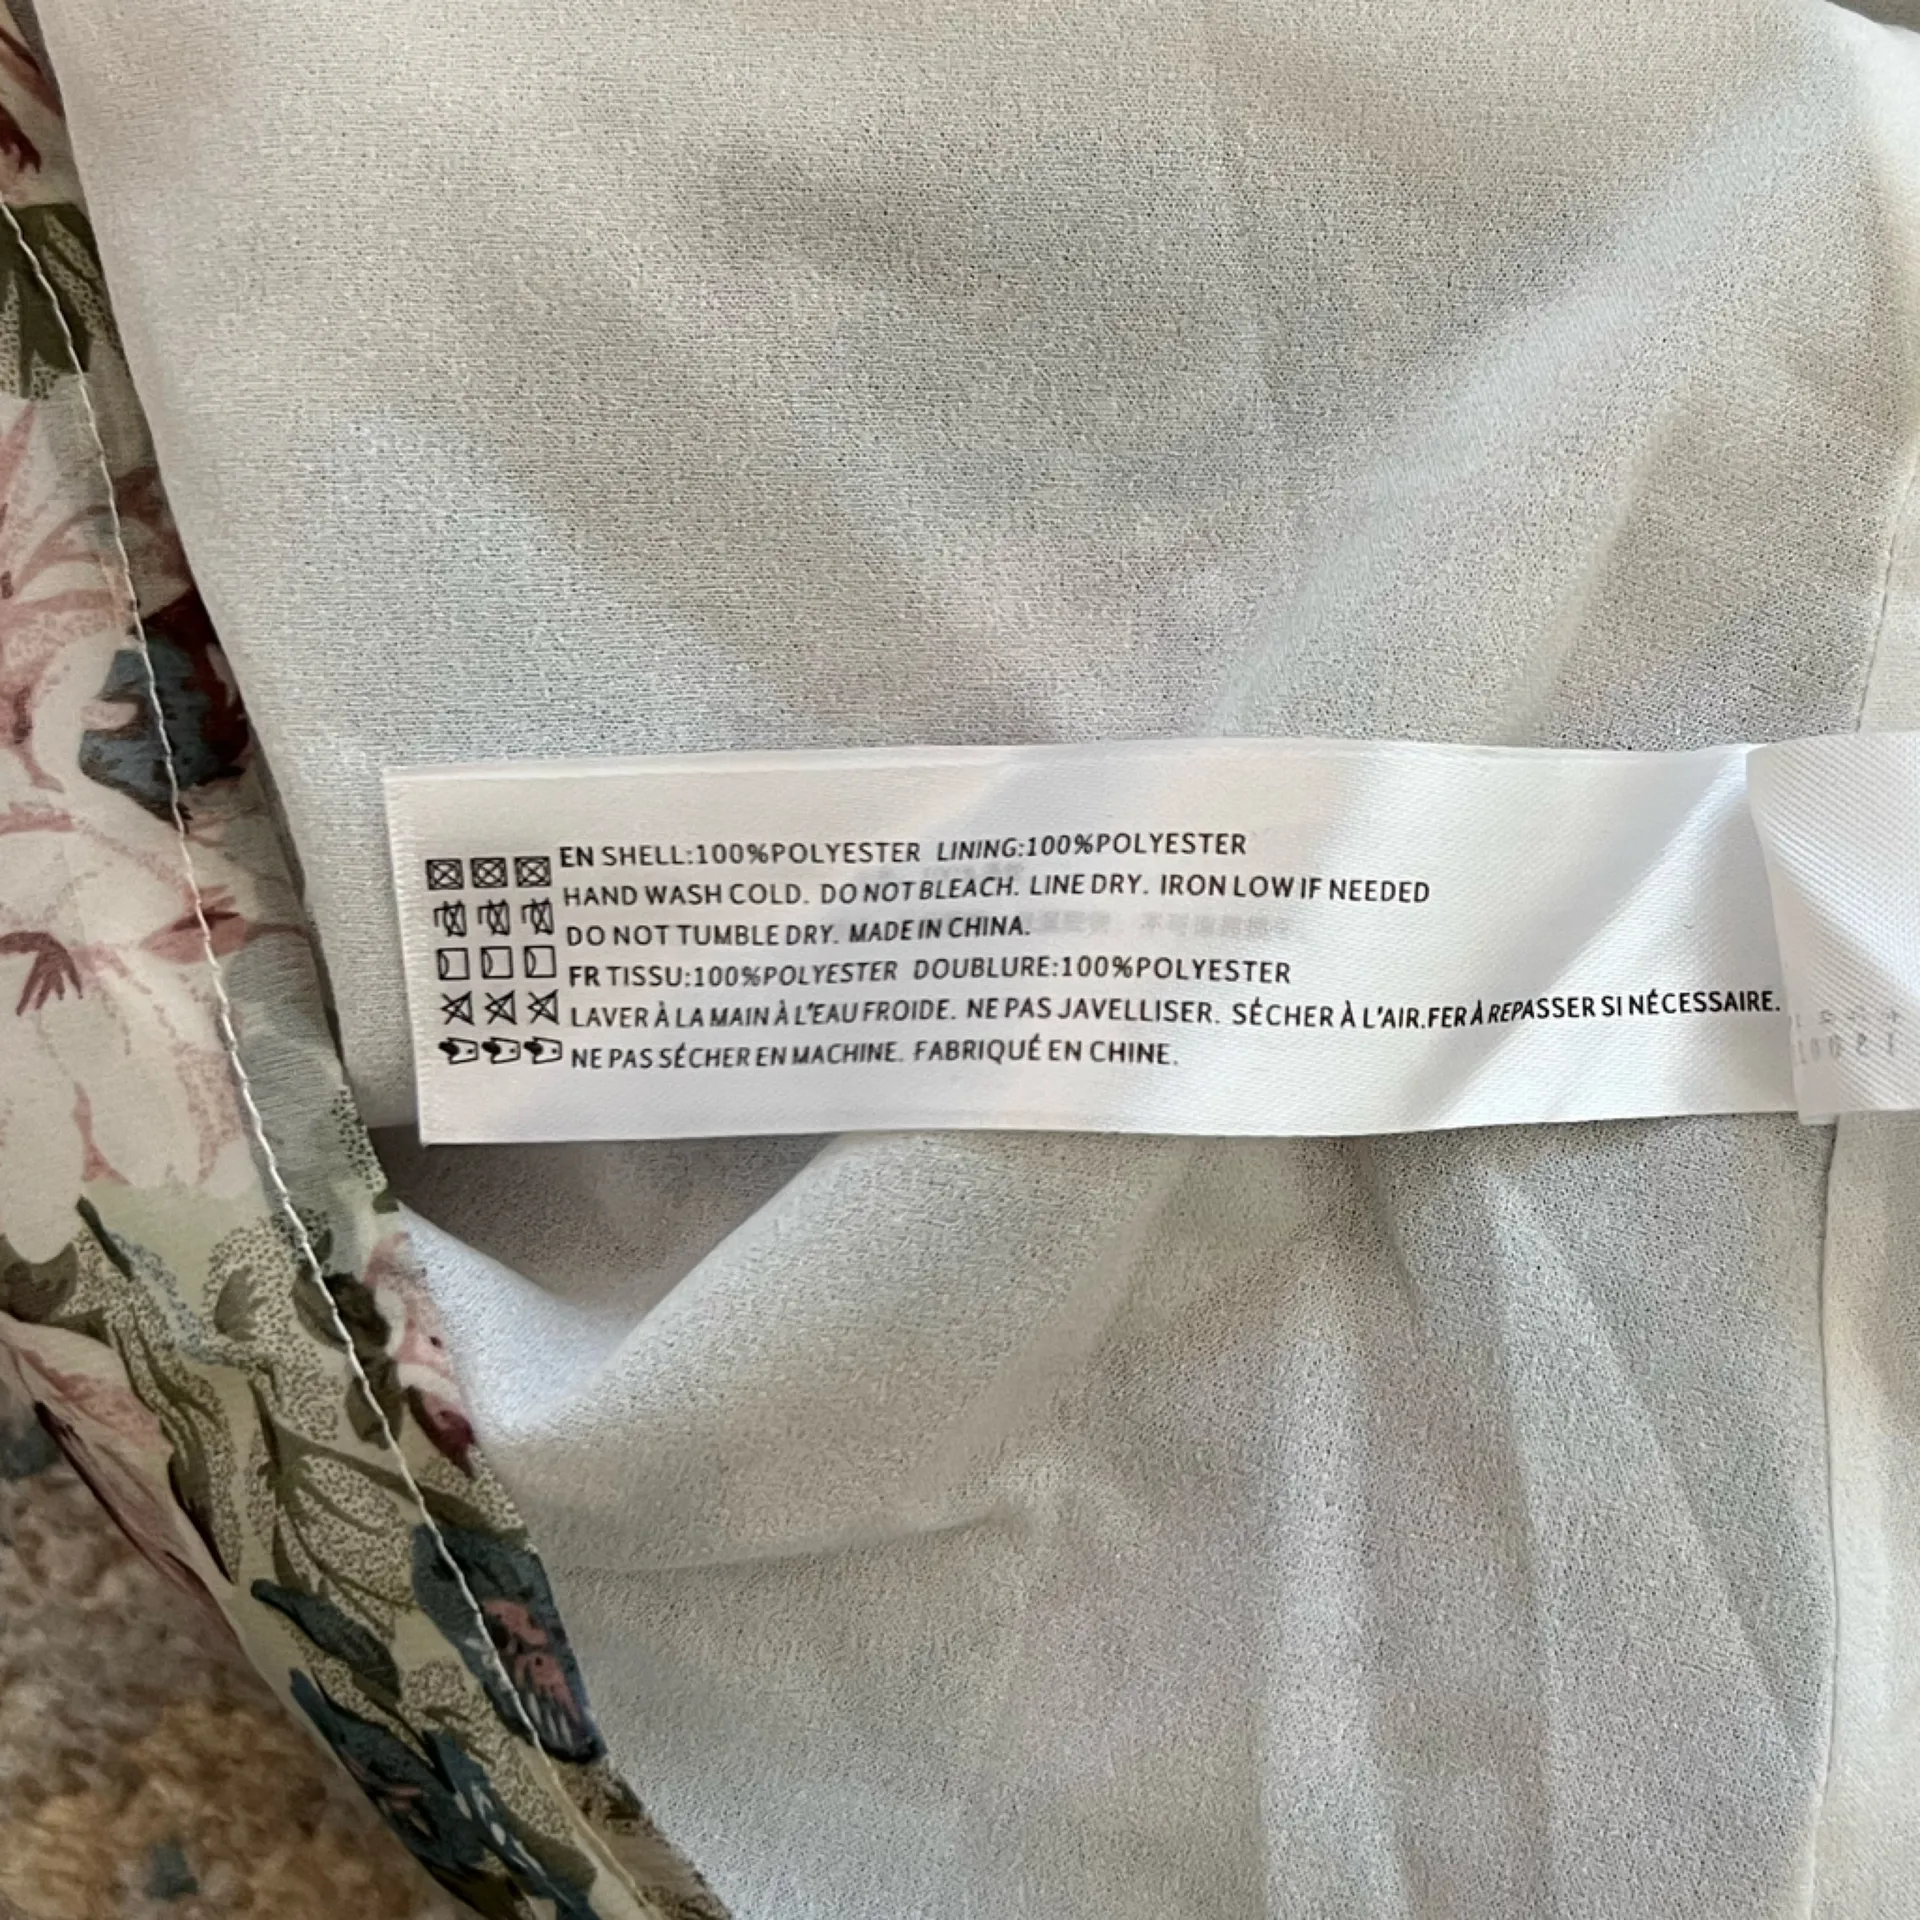 EN SHELL:100%POLYESTER LINING:100%POLYESTER
HAND WASH COLD. DO NOT BLEACH. LINE DRY. IRON LOW IF NEEDED
DO NOT TUMBLE DRY. MADE IN CHINA.
FR TISSU:100%POLYESTER DOUBLURE:100%POLYESTER
LAVER À LA MAIN À L'EAU FROIDE. NE PAS JAVELLISER. SÉCHER À L'AIR.FER À REPASSER SI NÉCESSAIRE.
NE PAS SÉCHER EN MACHINE. FABRIQUÉ EN CHINE.